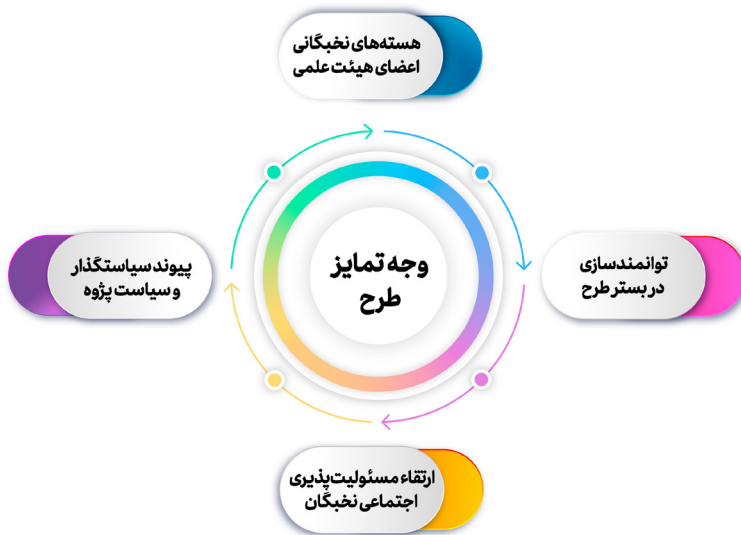 هسته‌های نخبگانی
اعضای هیئت علمی
وجه تمایز
طرح
توانمندسازی
در بستر طرح
پیوند سیاستگذار
و سیاست پژوه
ارتقاء مسئولیت‌پذیری
اجتماعی نخبگان